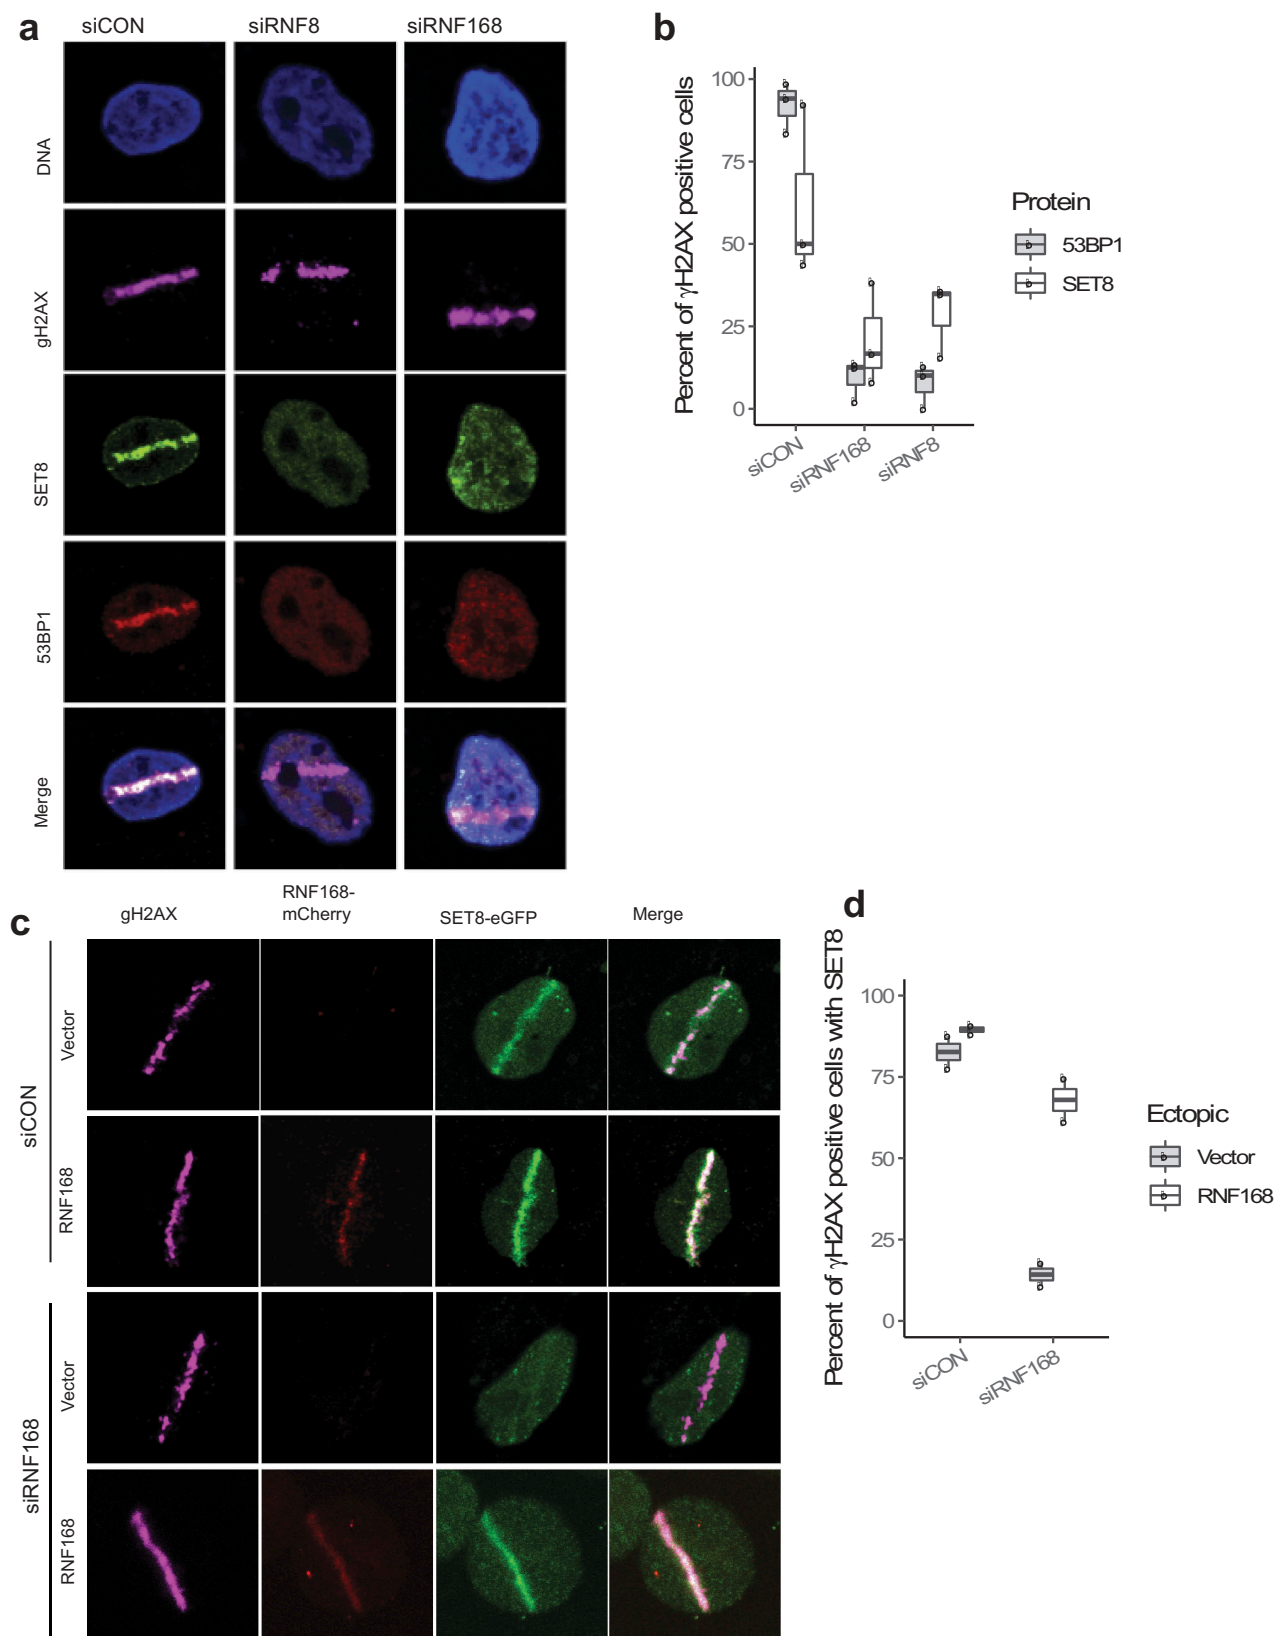 a
siCON
siRNF8
siRNF168
DNA
gH2AX
SET8
53BP1
Merge
b
Percent of γH2AX positive cells
100
75
50
25
0
siCON
siRNF168
siRNF8
Protein
53BP1
SET8
c
gH2AX
RNF168-
mCherry
SET8-eGFP
Merge
siCON
Vector
RNF168
siRNF168
Vector
RNF168
d
Percent of γH2AX positive cells with SET8
100
75
50
25
0
siCON
siRNF168
Ectopic
Vector
RNF168